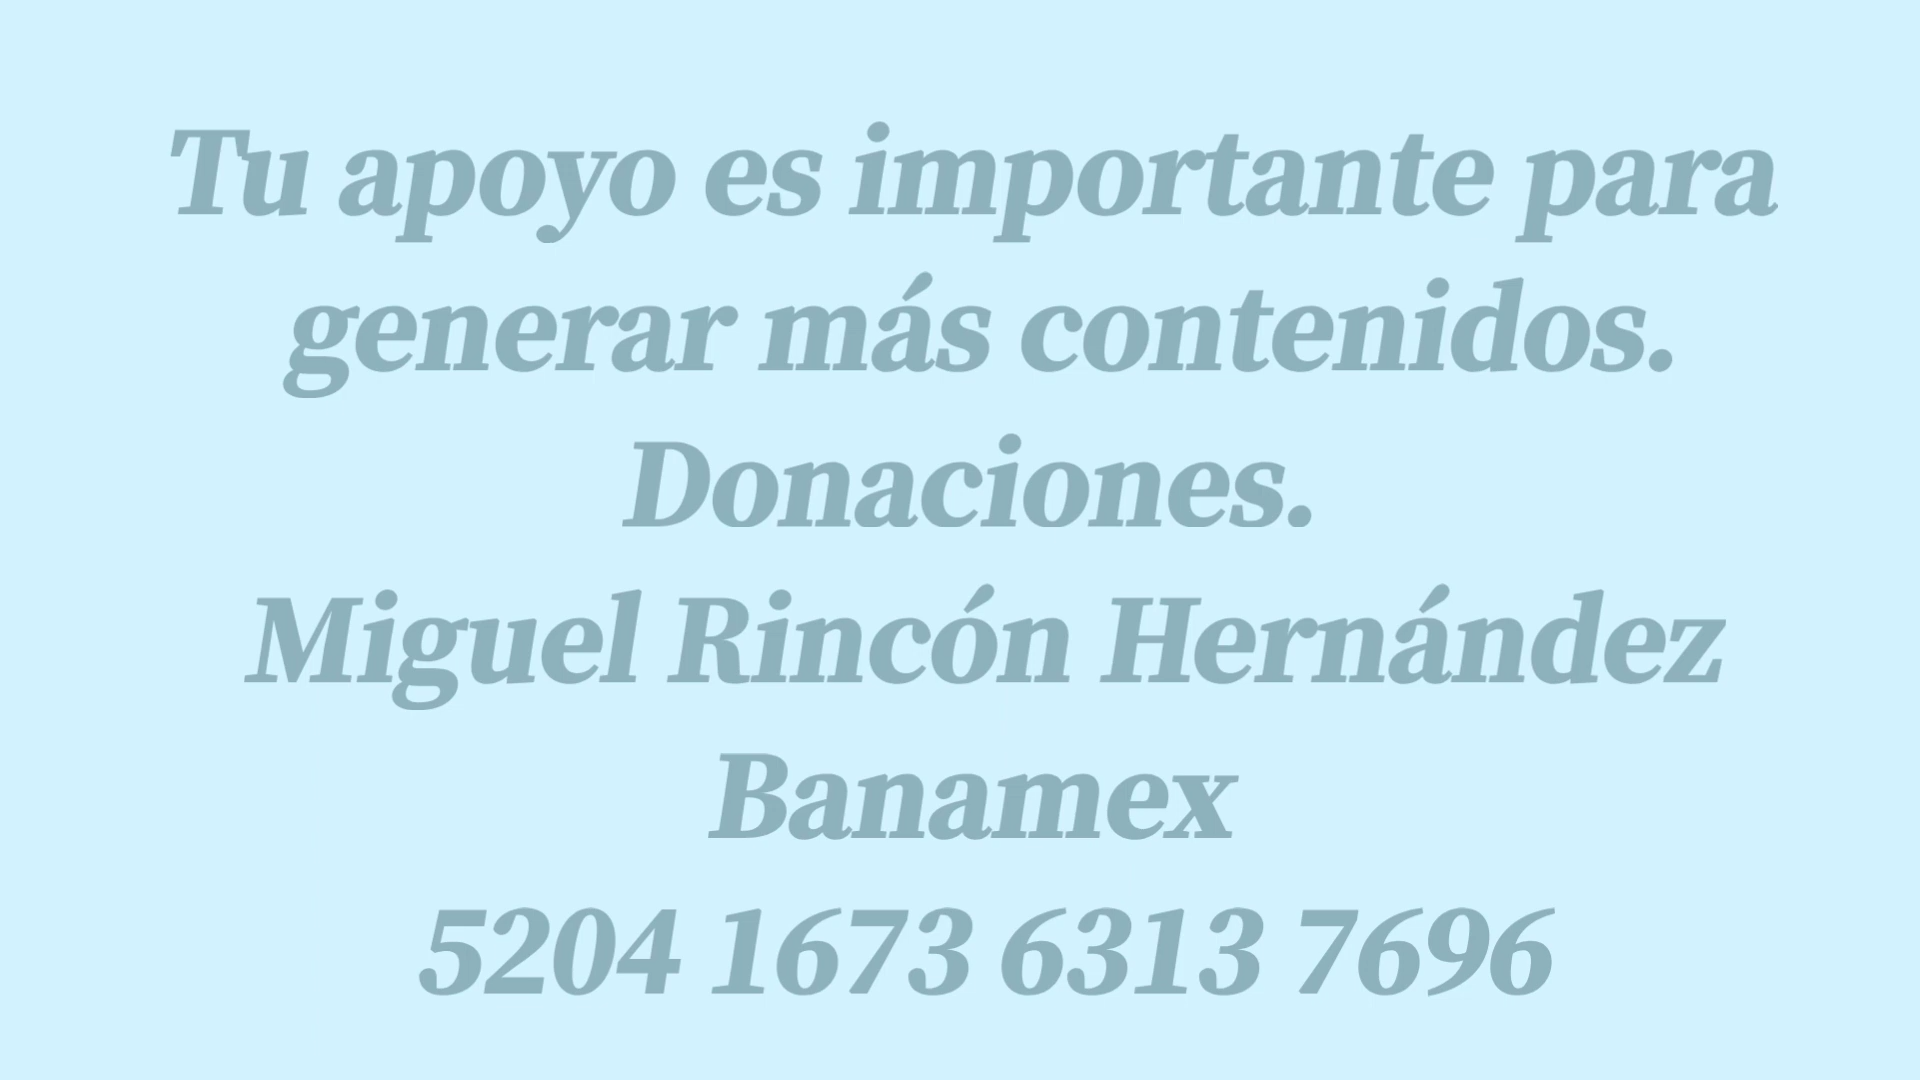 Tu apoyo es importante para
generar más contenidos.
Donaciones.
Miguel Rincón Hernández
Banamex
5204 1673 6313 7696